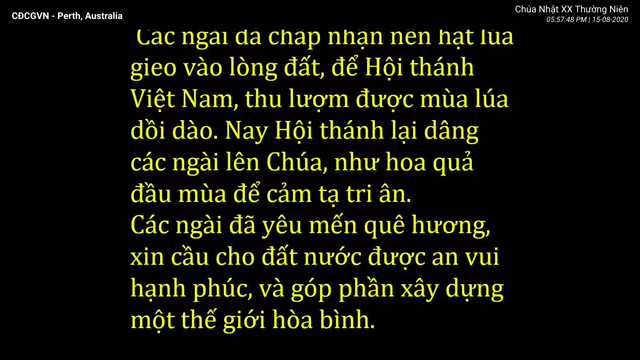 CĐCGVN - Perth, Australia
Chúa Nhật XX Thường Niên
05:57:48 PM | 15-08-2020
Các ngài đã chấp nhận nên hạt lúa
gieo vào lòng đất, để Hội thánh
Việt Nam, thu lượm được mùa lúa
dồi dào. Nay Hội thánh lại dâng
các ngài lên Chúa, như hoa quả
đầu mùa để cảm tạ tri ân.
Các ngài đã yêu mến quê hương,
xin cầu cho đất nước được an vui
hạnh phúc, và góp phần xây dựng
một thế giới hòa bình.